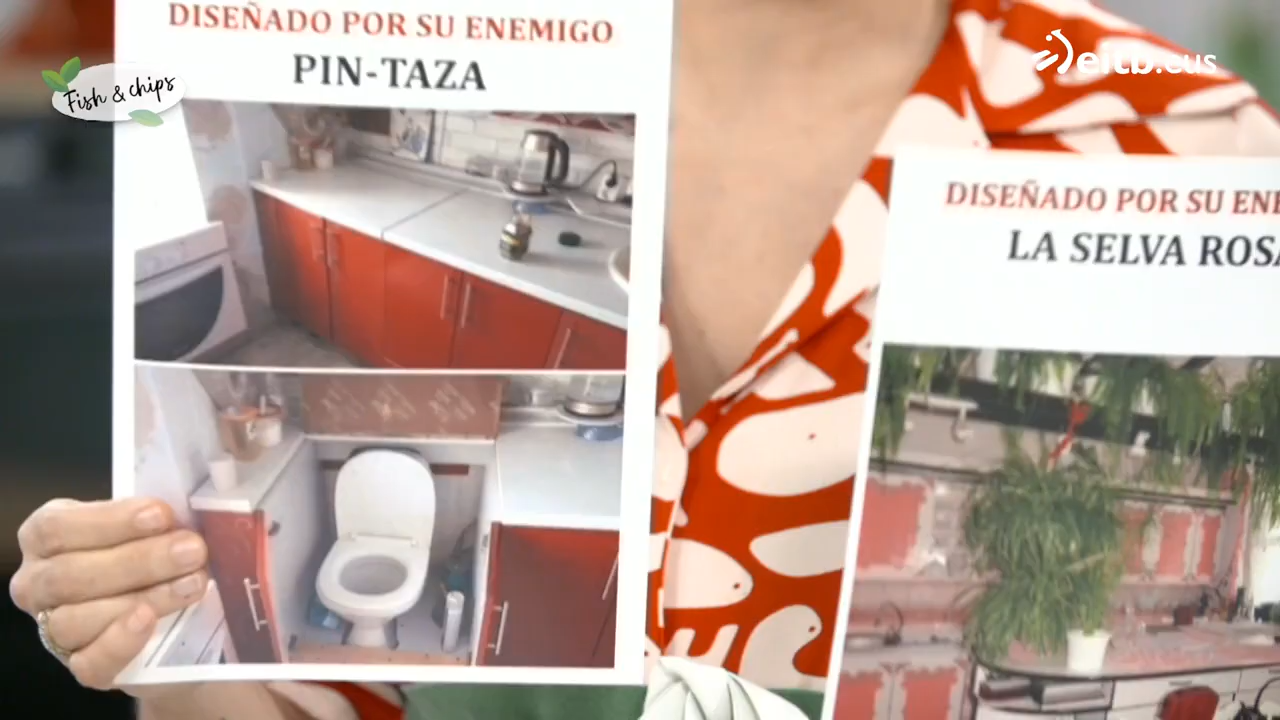 DISEÑADO POR SU ENEMIGO
PIN-TAZA
Fish & chips
eitb.eus
DISEÑADO POR SU ENE
LA SELVA ROSA